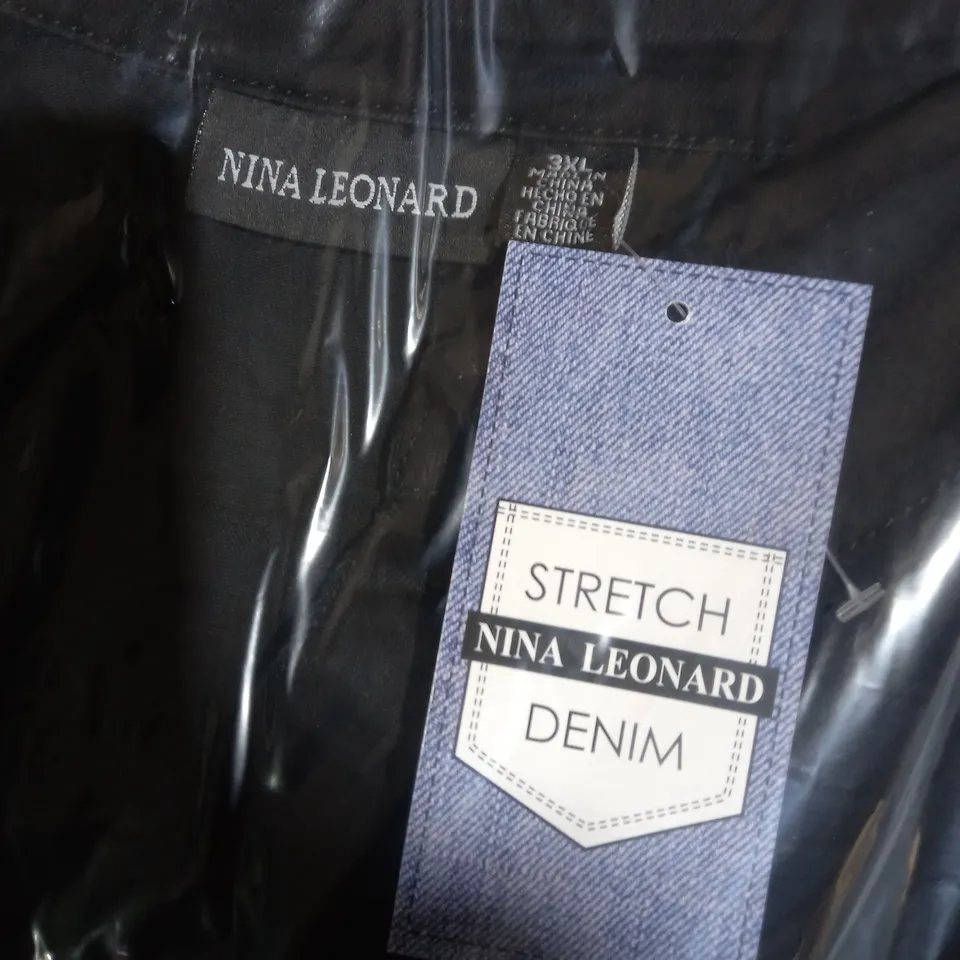 NINA LEONARD
3XL
MADE IN
CHINA
HECHO EN
CHINA
FABRIQUE
EN CHINE
STRETCH
NINA LEONARD
DENIM